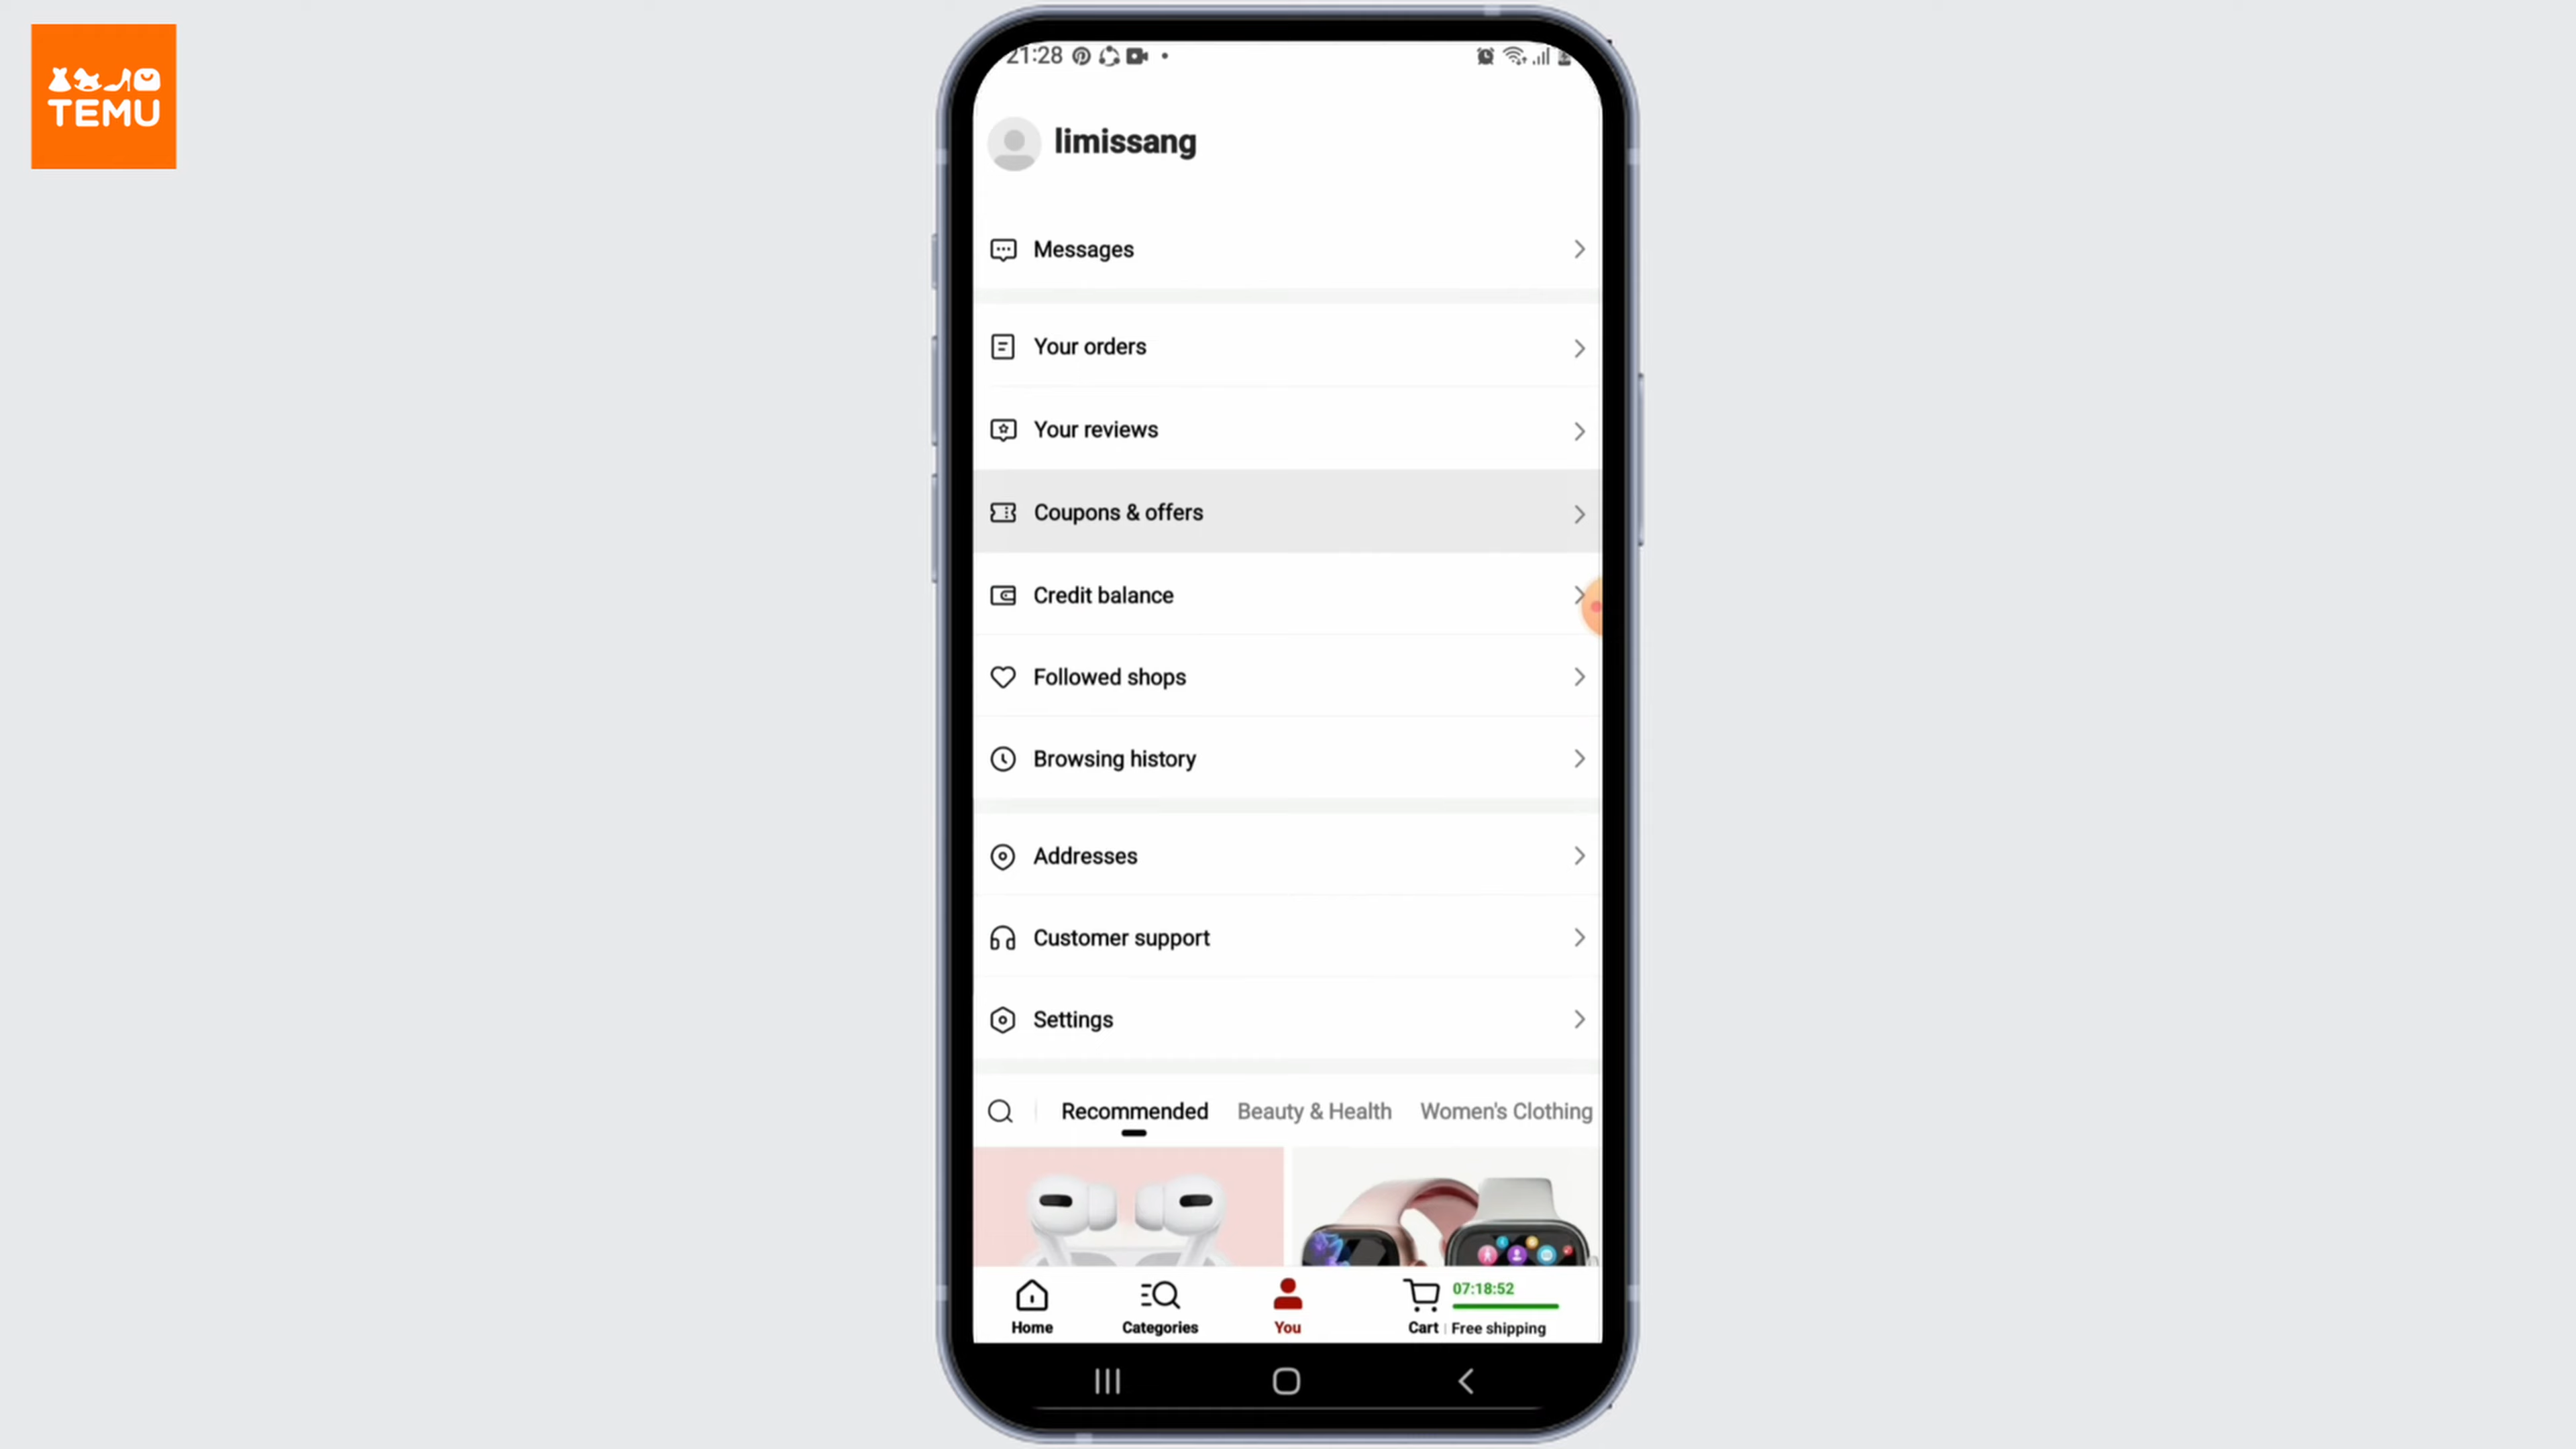 TEMU
21:28
limissang
Messages
Your orders
Your reviews
Coupons & offers
Credit balance
Followed shops
Browsing history
Addresses
Customer support
Settings
Recommended Beauty & Health Women's Clothing
07:18:52
Home Categories You Cart | Free shipping